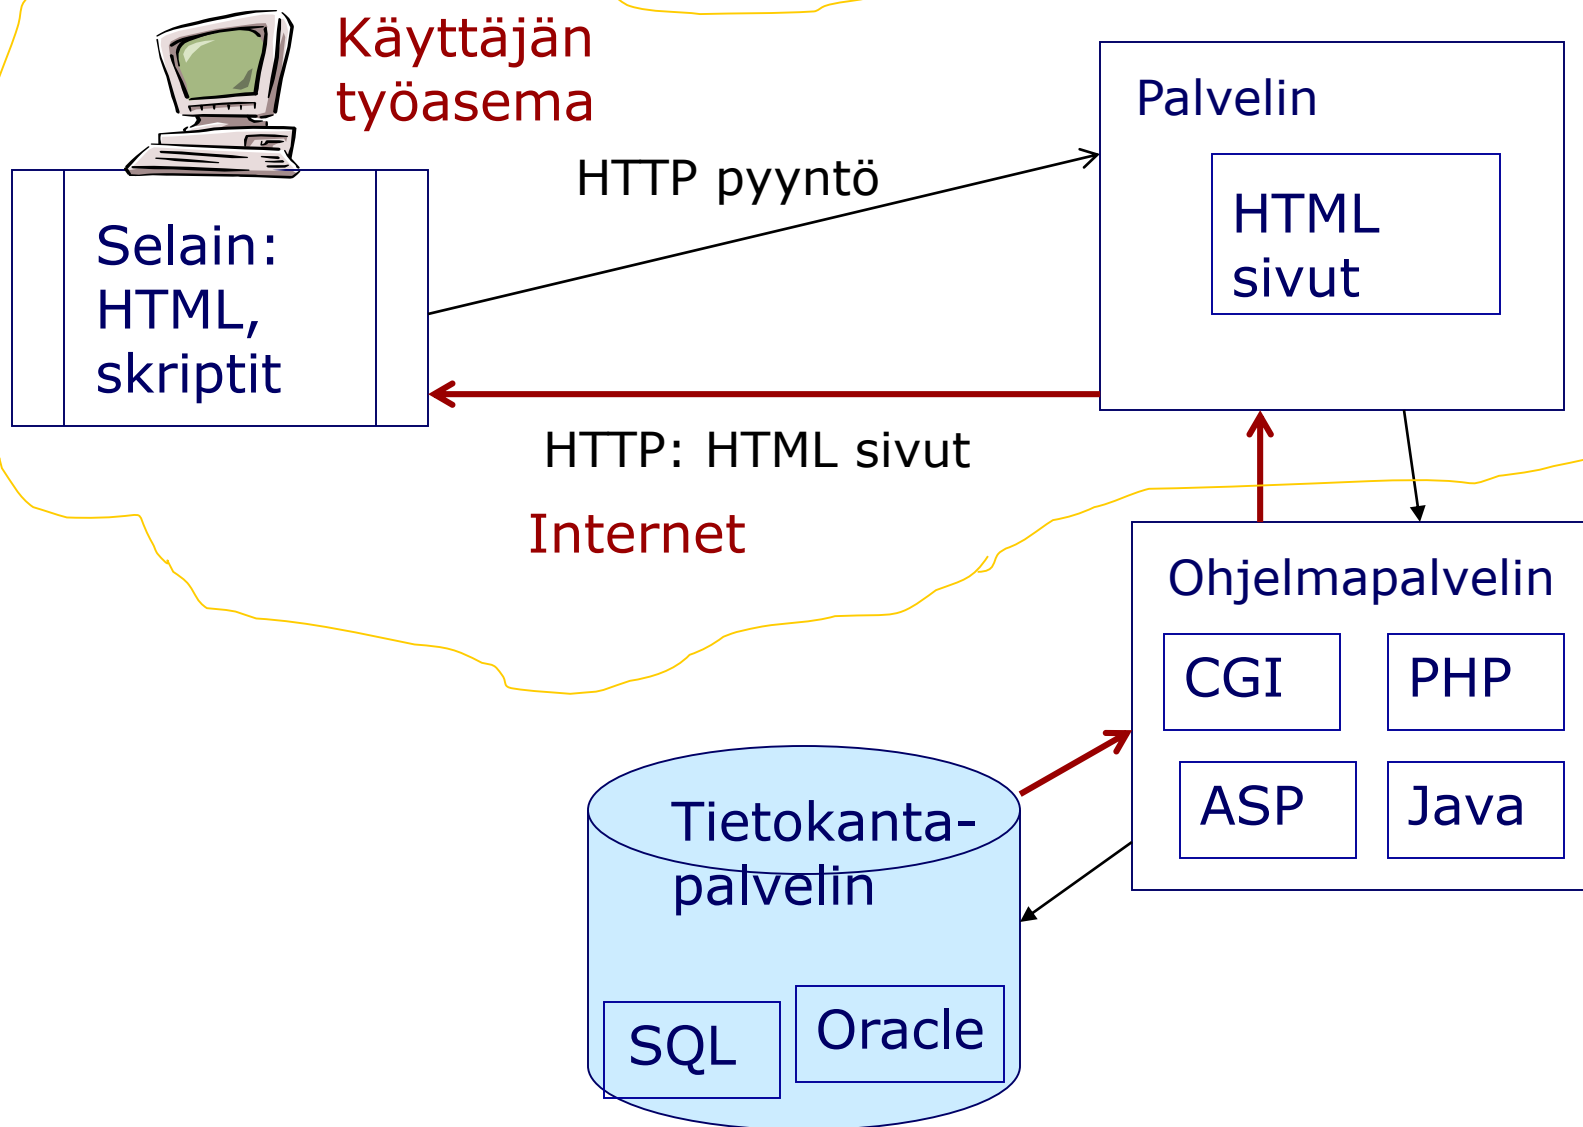 Käyttäjän
työasema
Palvelin
HTTP pyyntö
HTML
sivut
Selain:
HTML,
skriptit
HTTP: HTML sivut
Internet
Ohjelmapalvelin
CGI
PHP
ASP
Java
Tietokanta-
palvelin
SQL
Oracle